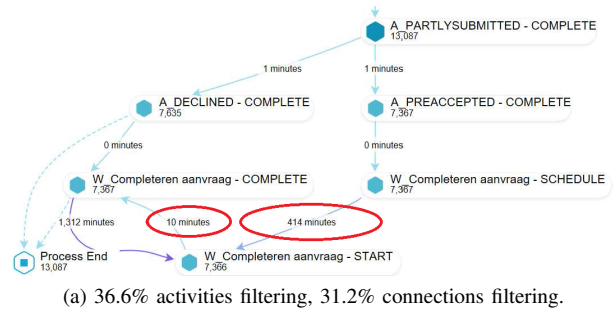 A_PARTLYSUBMITTED - COMPLETE
13,087
1 minutes
1 minutes
A_DECLINED - COMPLETE
7,635
A_PREACCEPTED - COMPLETE
7,367
0 minutes
0 minutes
W_Completeren aanvraag - COMPLETE
7,367
W_Completeren aanvraag - SCHEDULE
7,367
1,312 minutes
10 minutes
414 minutes
Process End
13,087
W_Completeren aanvraag - START
7,366
(a) 36.6% activities filtering, 31.2% connections filtering.